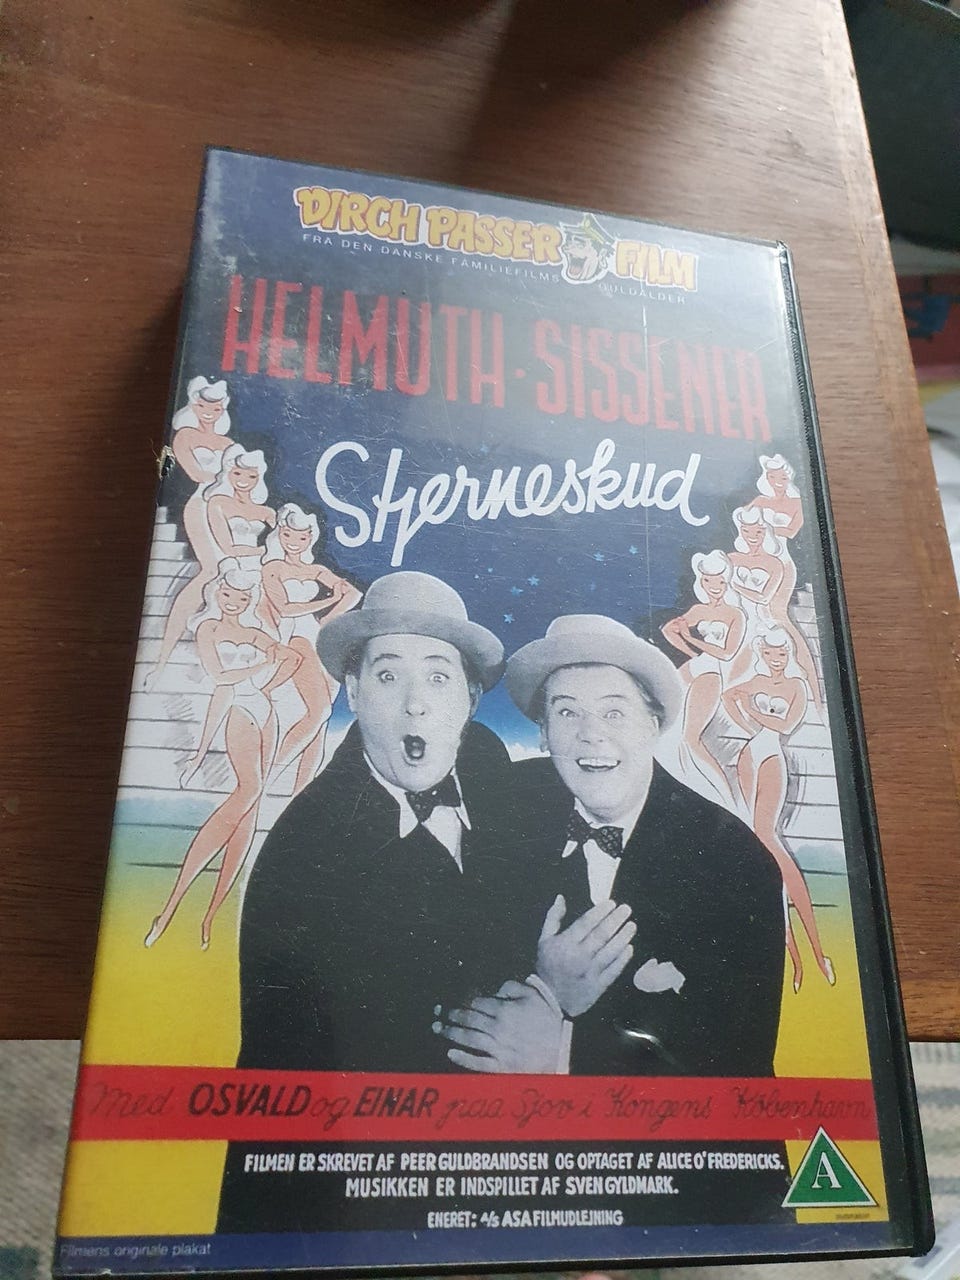 DIRCH PASSER FILM
FRA DEN DANSKE FAMILIEFILMS GULDALDER
HELMUTH · SISSENER
Stjerneskud
Med OSVALD og EINAR paa Sjov i Kongens København
FILMEN ER SKREVET AF PEER GULDBRANDSEN OG OPTAGET AF ALICE O'FREDERICKS.
MUSIKKEN ER INDSPILLET AF SVEN GYLDMARK.
ENERET: A/S ASA FILMUDLEJNING
A
Filmens originale plakat